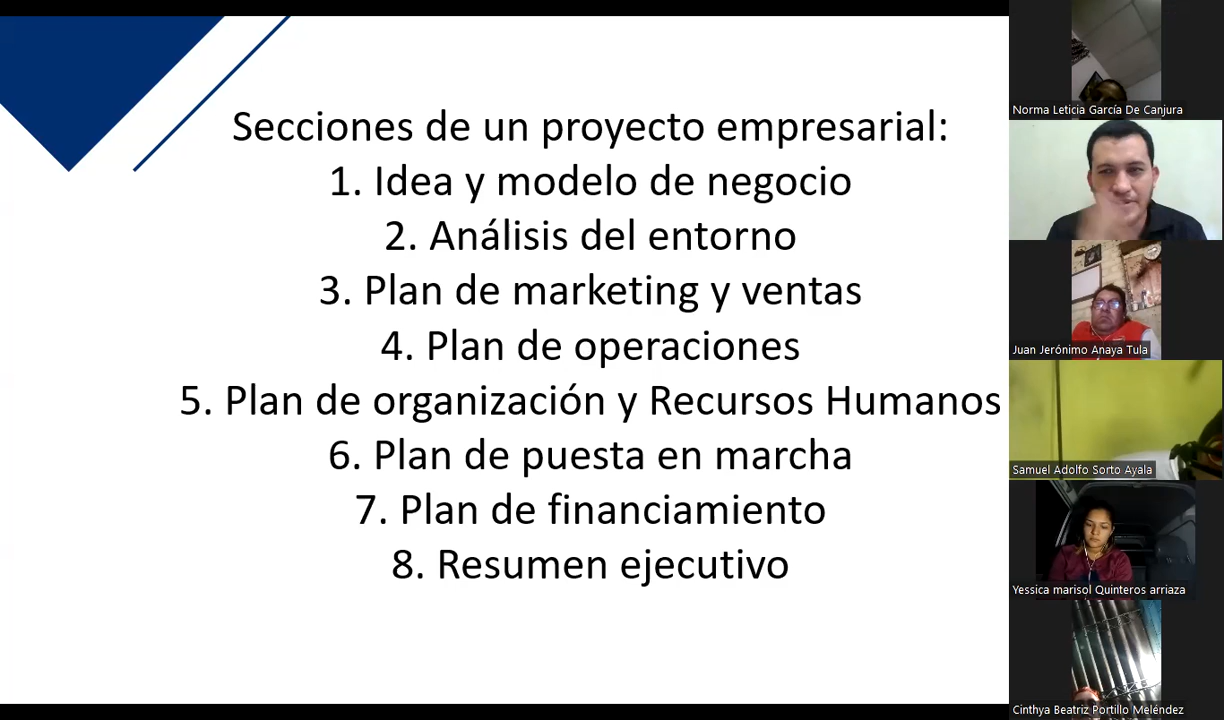 Secciones de un proyecto empresarial:
1. Idea y modelo de negocio
2. Análisis del entorno
3. Plan de marketing y ventas
4. Plan de operaciones
5. Plan de organización y Recursos Humanos
6. Plan de puesta en marcha
7. Plan de financiamiento
8. Resumen ejecutivo
Norma Leticia García De Canjura
Juan Jerónimo Anaya Tula
Samuel Adolfo Sorto Ayala
Yessica marisol Quinteros arriaza
Cinthya Beatriz Portillo Meléndez